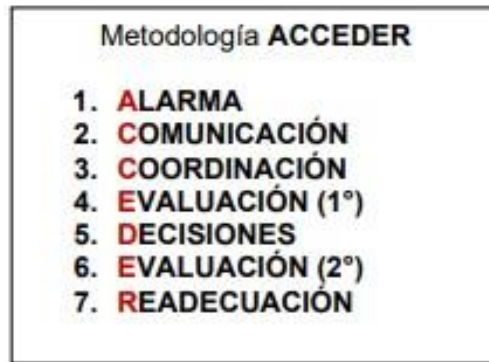 Metodología ACCEDER
1. ALARMA
2. COMUNICACIÓN
3. COORDINACIÓN
4. EVALUACIÓN (1°)
5. DECISIONES
6. EVALUACIÓN (2°)
7. READECUACIÓN